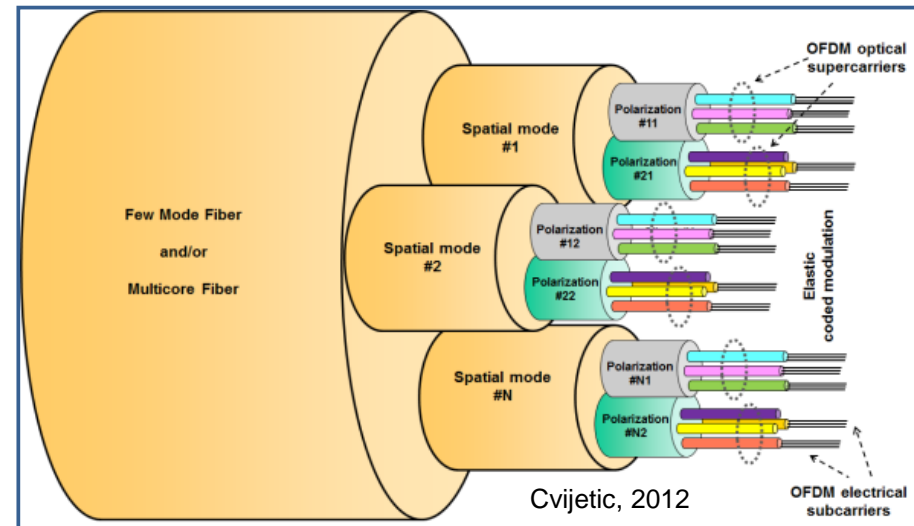 OFDM optical
supercarriers
Polarization
#11
Spatial mode
#1
Polarization
#21
Few Mode Fiber
and/or
Multicore Fiber
Polarization
#12
Spatial mode
#2
Polarization
#22
Elastic
coded modulation
Polarization
#N1
Spatial mode
#N
Polarization
#N2
Cvijetic, 2012
OFDM electrical
subcarriers